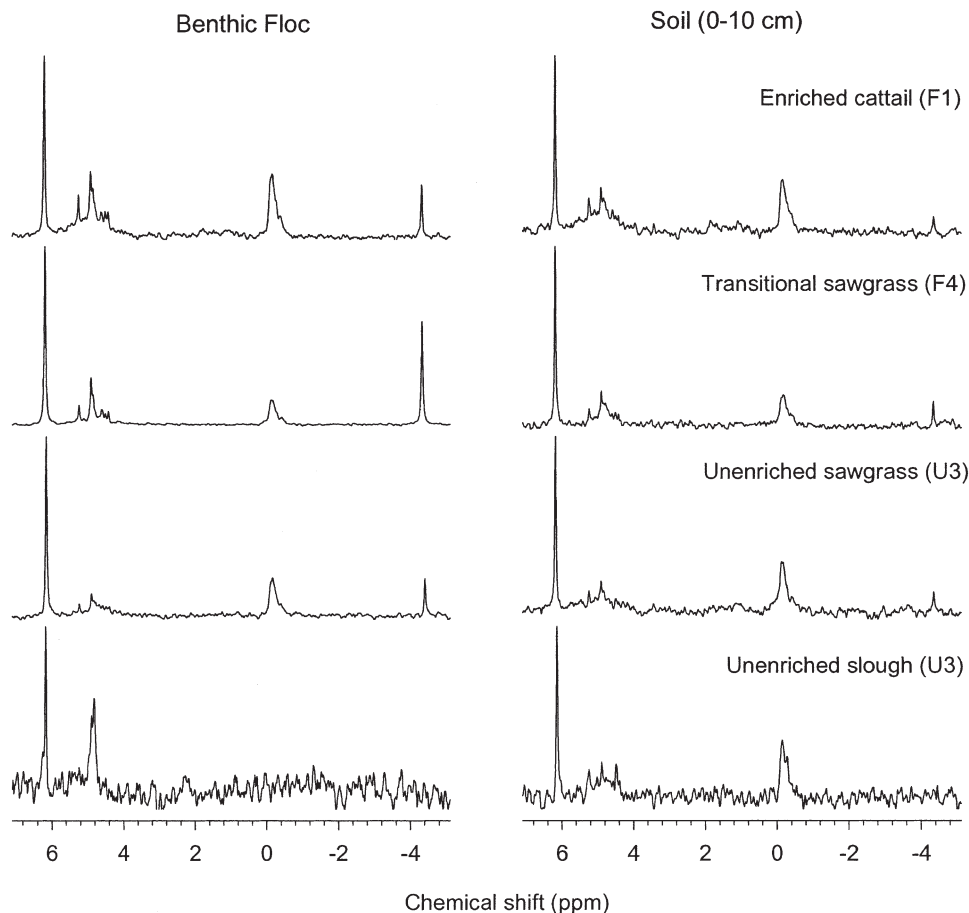 Benthic Floc
Soil (0-10 cm)
Enriched cattail (F1)
Transitional sawgrass (F4)
Unenriched sawgrass (U3)
Unenriched slough (U3)
6 4 2 0 -2 -4
6 4 2 0 -2 -4
Chemical shift (ppm)